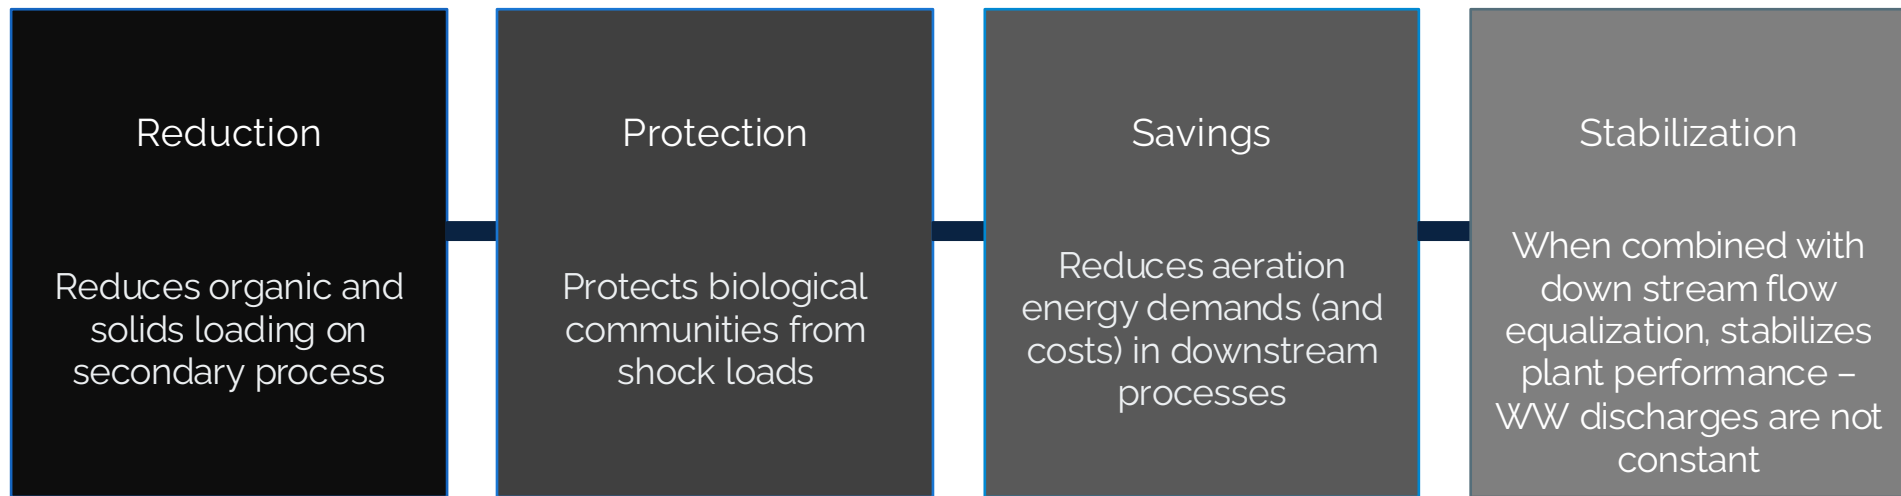 Reduction
Reduces organic and
solids loading on
secondary process
Protection
Protects biological
communities from
shock loads
Savings
Reduces aeration
energy demands (and
costs) in downstream
processes
Stabilization
When combined with
down stream flow
equalization, stabilizes
plant performance –
WW discharges are not
constant